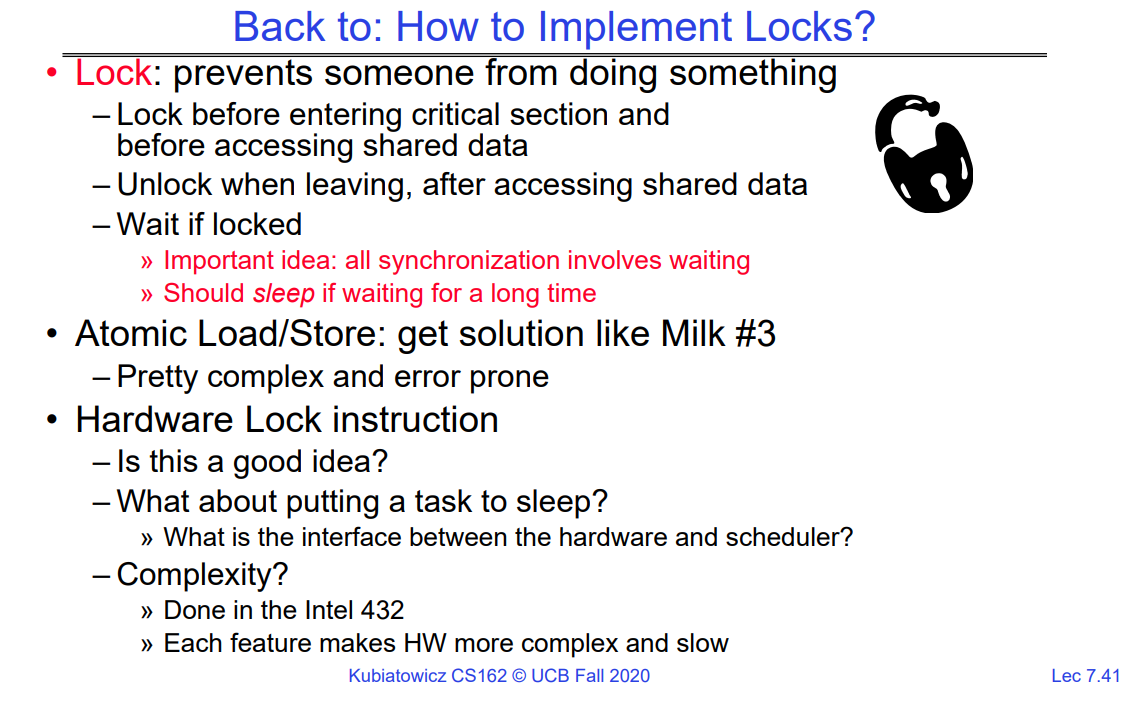 Back to: How to Implement Locks?
• Lock: prevents someone from doing something
– Lock before entering critical section and
before accessing shared data
– Unlock when leaving, after accessing shared data
– Wait if locked
» Important idea: all synchronization involves waiting
» Should sleep if waiting for a long time
• Atomic Load/Store: get solution like Milk #3
– Pretty complex and error prone
• Hardware Lock instruction
– Is this a good idea?
– What about putting a task to sleep?
» What is the interface between the hardware and scheduler?
– Complexity?
» Done in the Intel 432
» Each feature makes HW more complex and slow
Kubiatowicz CS162 © UCB Fall 2020
Lec 7.41